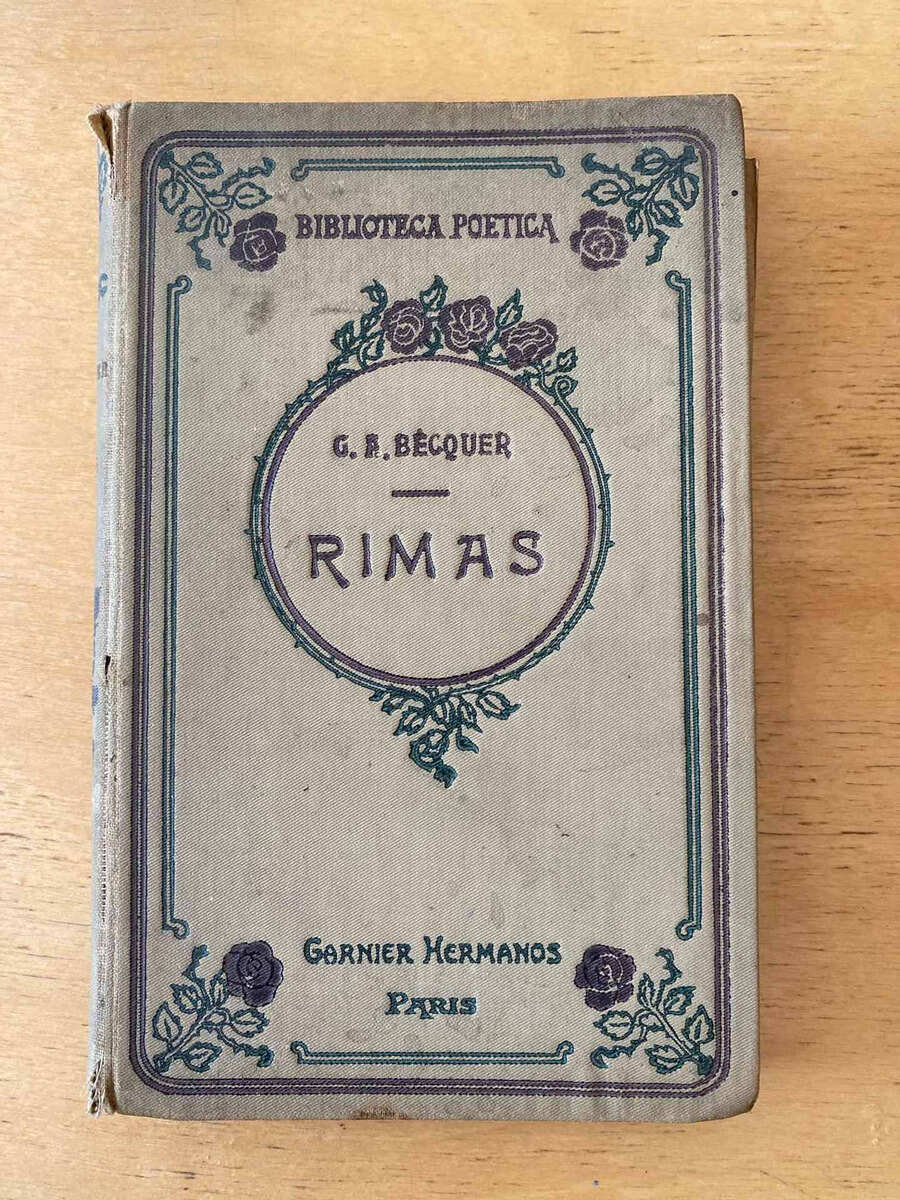 BIBLIOTECA POETICA
G. A. BÉCQUER
RIMAS
GARNIER HERMANOS
PARIS